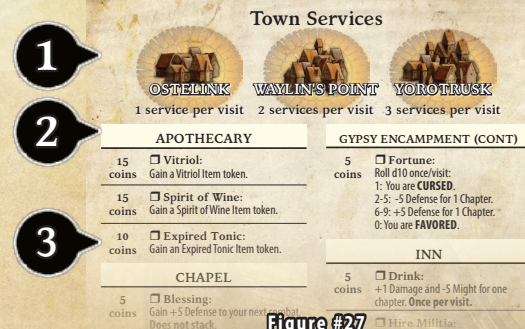 Town Services
1
OSTELINK
WAYLIN'S POINT
YOROTRUSK
1 service per visit
2 services per visit
3 services per visit
2
APOTHECARY
15 coins
❒ Vitriol:
Gain a Vitriol Item token.
15 coins
❒ Spirit of Wine:
Gain a Spirit of Wine Item token.
3
10 coins
❒ Expired Tonic:
Gain an Expired Tonic Item token.
CHAPEL
5 coins
❒ Blessing:
Gain +5 Defense to your next combat.
Does not stack.
GYPSY ENCAMPMENT (CONT)
5 coins
❒ Fortune:
Roll d10 once/visit:
1: You are CURSED.
2-5: -5 Defense for 1 Chapter.
6-9: +5 Defense for 1 Chapter.
0: You are FAVORED.
INN
5 coins
❒ Drink:
+1 Damage and -5 Might for one
chapter. Once per visit.
❒ Hire Militia:
Figure #27